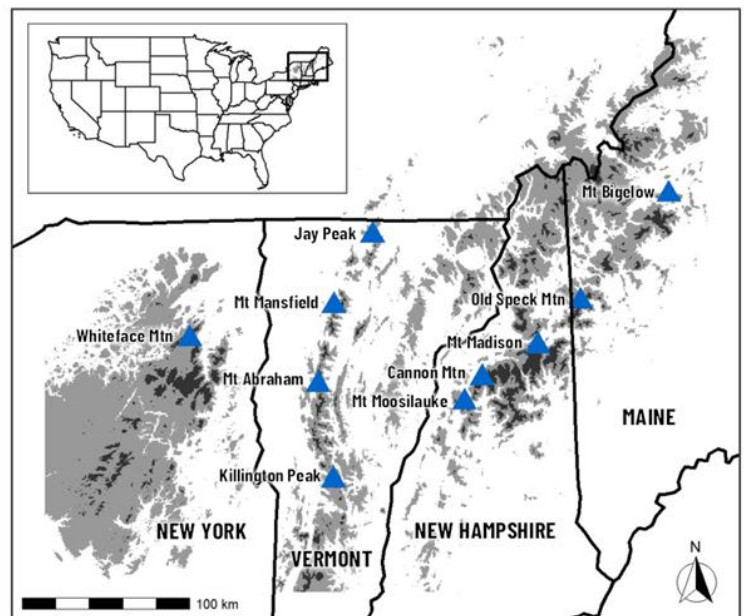 Mt Bigelow
Jay Peak
Mt Mansfield
Old Speck Mtn
Whiteface Mtn
Mt Madison
Cannon Mtn
Mt Abraham
Mt Moosilauke
MAINE
Killington Peak
NEW YORK
NEW HAMPSHIRE
VERMONT
N
100 km